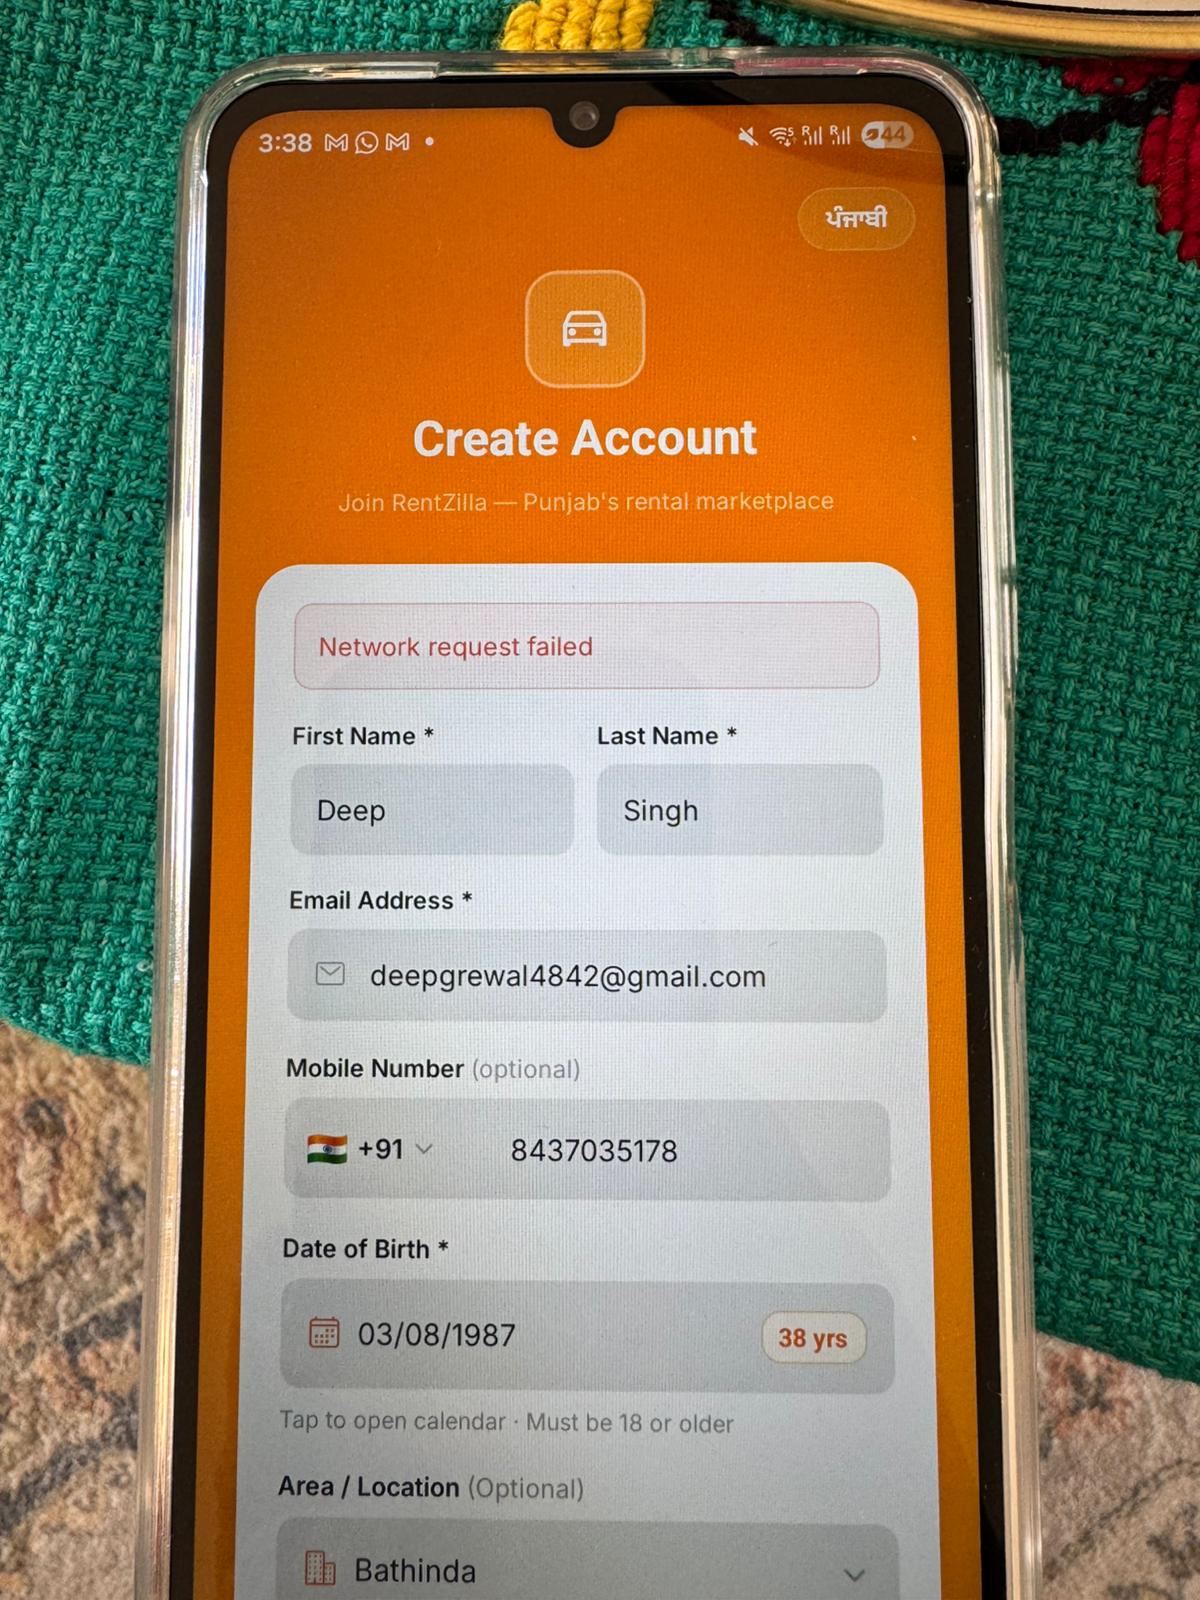 3:38
44
ਪੰਜਾਬੀ
Create Account
Join RentZilla — Punjab's rental marketplace
Network request failed
First Name * Last Name *
Deep Singh
Email Address *
deepgrewal4842@gmail.com
Mobile Number (optional)
+91 8437035178
Date of Birth *
03/08/1987 38 yrs
Tap to open calendar · Must be 18 or older
Area / Location (Optional)
Bathinda